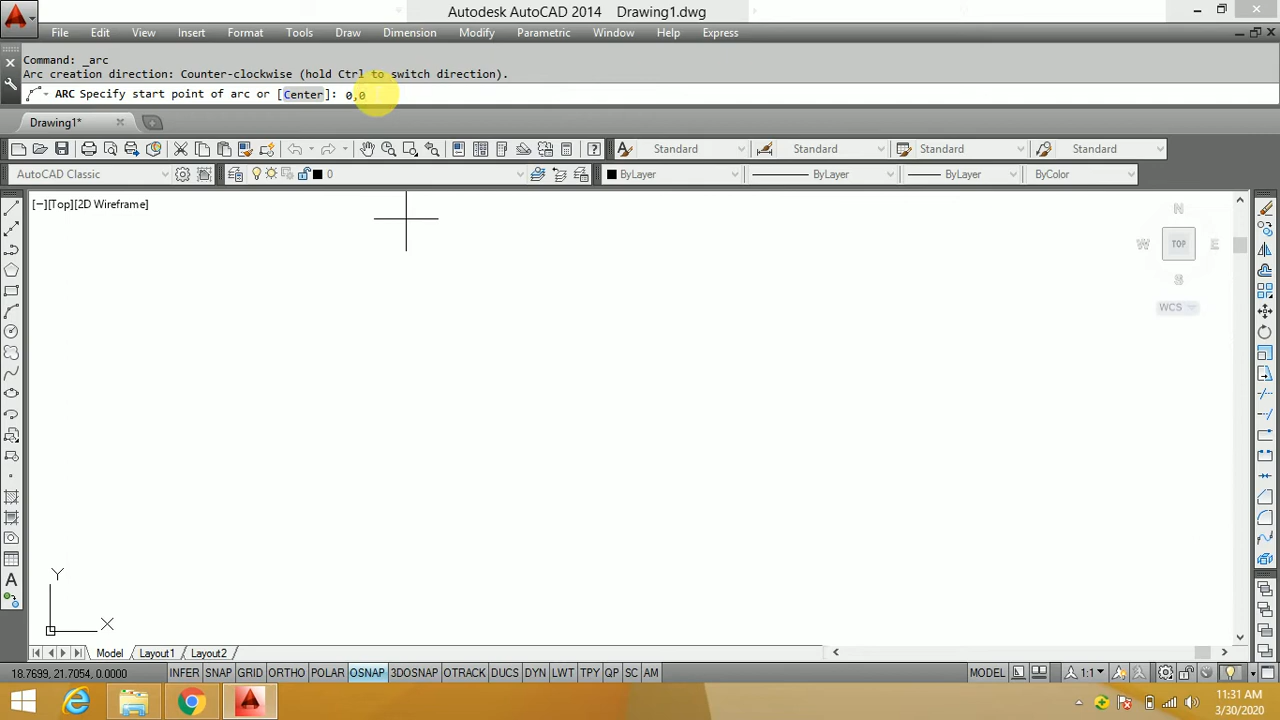 Autodesk AutoCAD 2014 Drawing1.dwg
File Edit View Insert Format Tools Draw Dimension Modify Parametric Window Help Express
Command: _arc
Arc creation direction: Counter-clockwise (hold Ctrl to switch direction).
ARC Specify start point of arc or [Center]: 0,0
Drawing1*
Standard Standard Standard Standard
AutoCAD Classic 0 ByLayer ByLayer ByLayer ByColor
[−][Top][2D Wireframe]
N
W TOP E
S
WCS
A
Y
X
Model Layout1 Layout2
18.7699, 21.7054, 0.0000 INFER SNAP GRID ORTHO POLAR OSNAP 3DOSNAP OTRACK DUCS DYN LWT TPY QP SC AM MODEL 1:1
11:31 AM
3/30/2020